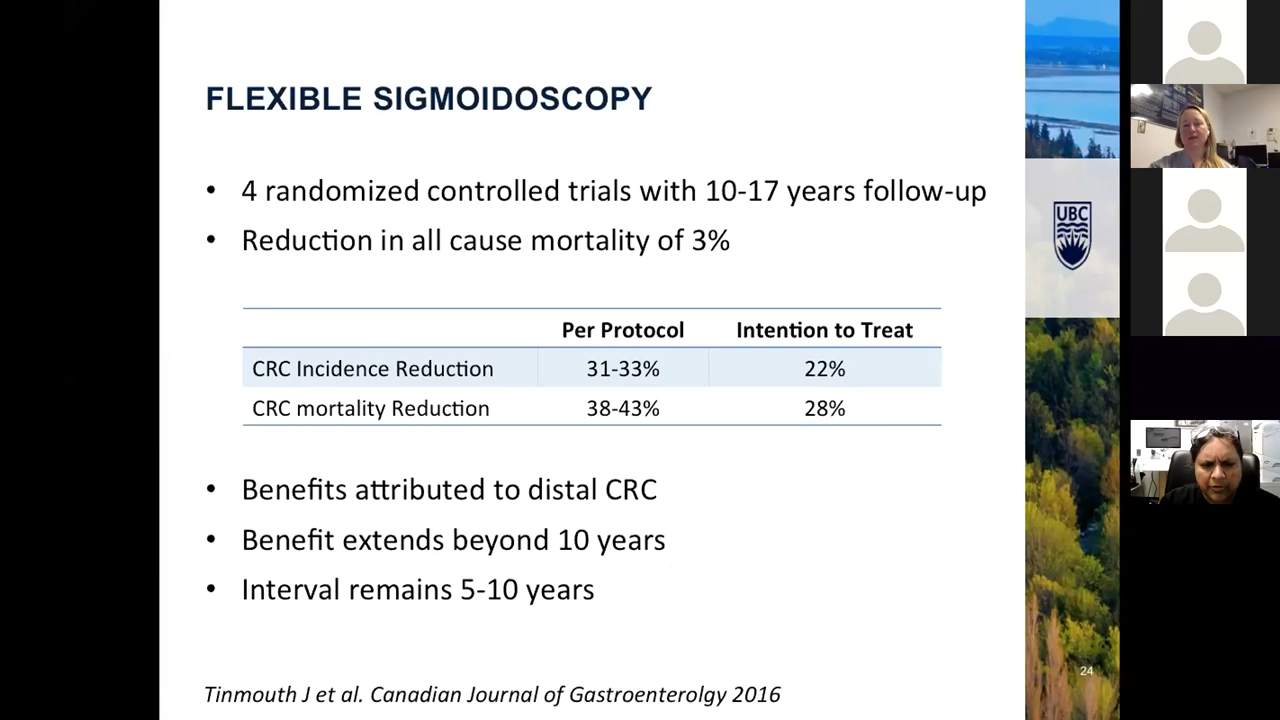 FLEXIBLE SIGMOIDOSCOPY
• 4 randomized controlled trials with 10-17 years follow-up
• Reduction in all cause mortality of 3%
Per Protocol Intention to Treat
CRC Incidence Reduction 31-33% 22%
CRC mortality Reduction 38-43% 28%
• Benefits attributed to distal CRC
• Benefit extends beyond 10 years
• Interval remains 5-10 years
Tinmouth J et al. Canadian Journal of Gastroenterolgy 2016
UBC
24